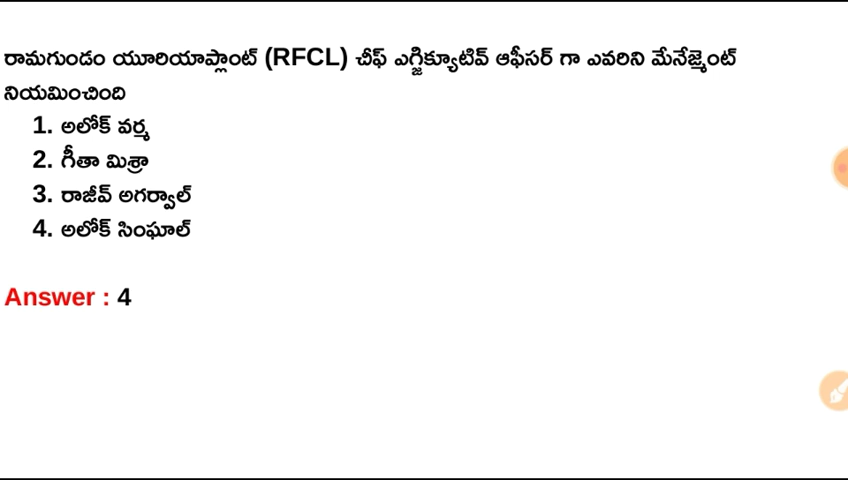 రామగుండం యూరియాప్లాంట్ (RFCL) చీఫ్ ఎగ్జిక్యూటివ్ ఆఫీసర్ గా ఎవరిని మేనేజ్మెంట్
నియమించింది
1. అలోక్ వర్మ
2. గీతా మిశ్రా
3. రాజీవ్ అగర్వాల్
4. అలోక్ సింఘాల్
Answer : 4